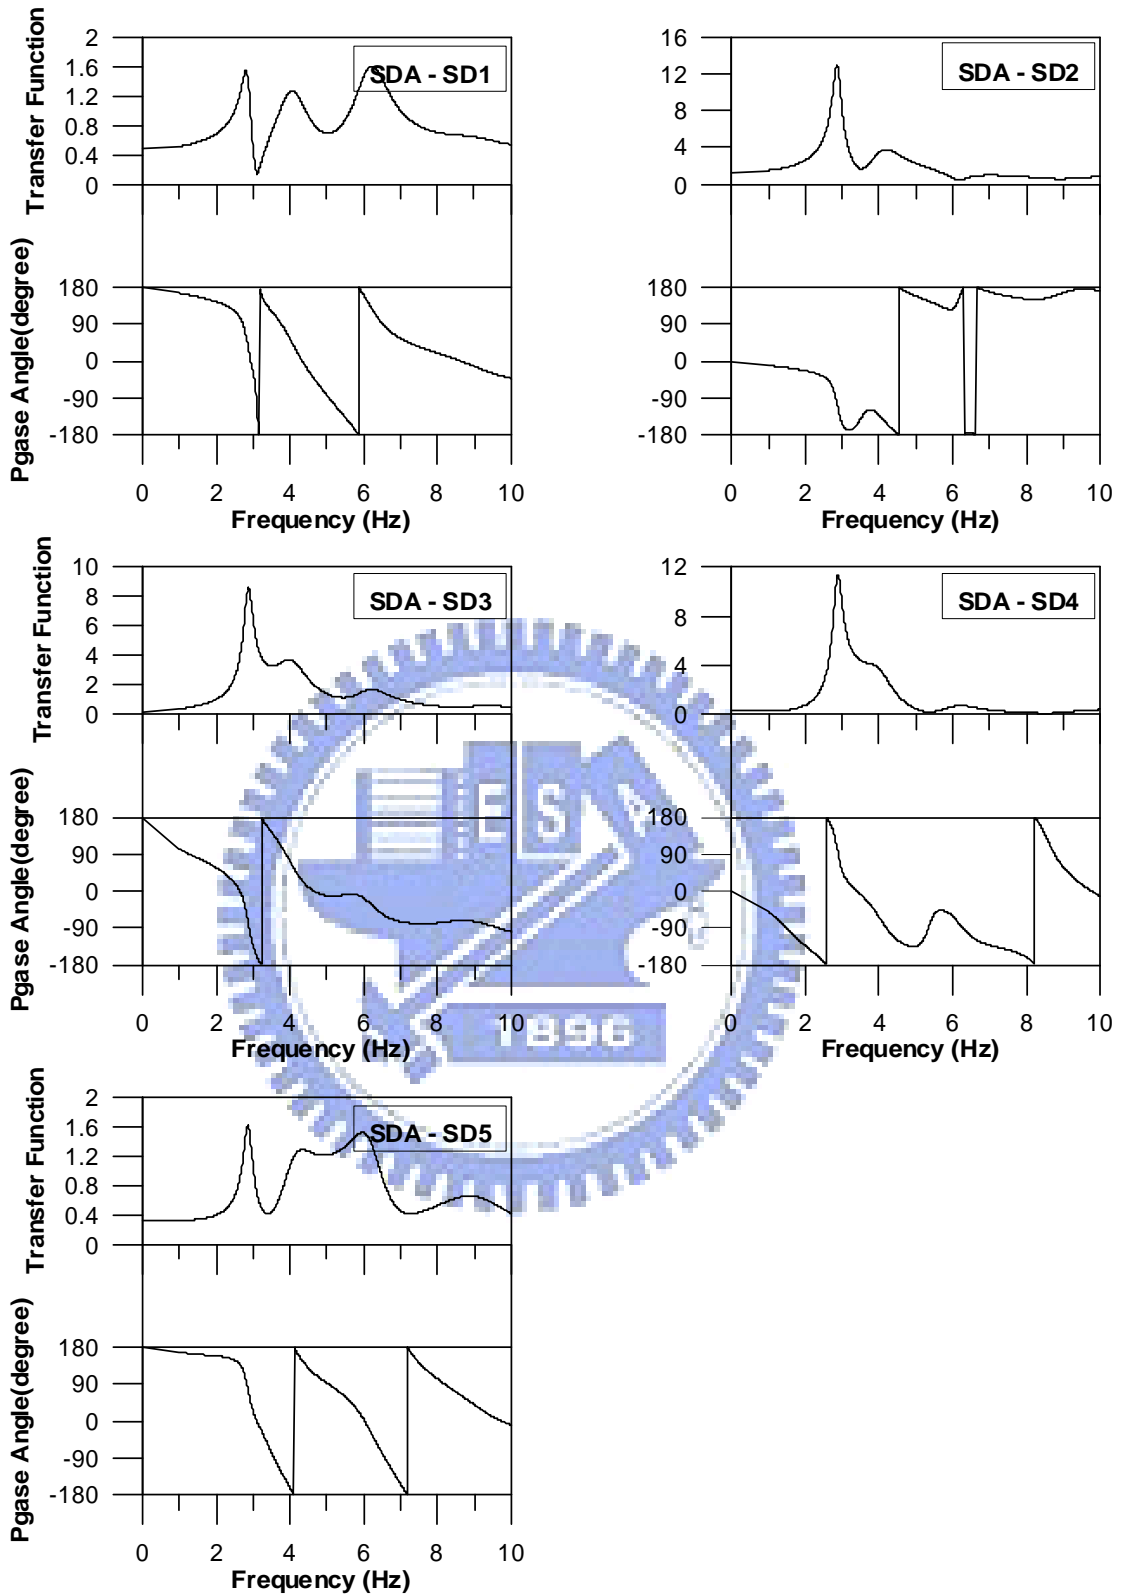 Transfer Function
2
1.6
1.2
0.8
0.4
0
SDA - SD1
Pgase Angle(degree)
180
90
0
-90
-180
0 2 4 6 8 10
Frequency (Hz)
16
12
8
4
0
SDA - SD2
180
90
0
-90
-180
0 2 4 6 8 10
Frequency (Hz)
Transfer Function
10
8
6
4
2
0
SDA - SD3
Pgase Angle(degree)
180
90
0
-90
-180
0 2 4 6 8 10
Frequency (Hz)
12
8
4
0
SDA - SD4
180
90
0
-90
-180
0 2 4 6 8 10
Frequency (Hz)
E S A
1896
Transfer Function
2
1.6
1.2
0.8
0.4
0
SDA - SD5
Pgase Angle(degree)
180
90
0
-90
-180
0 2 4 6 8 10
Frequency (Hz)